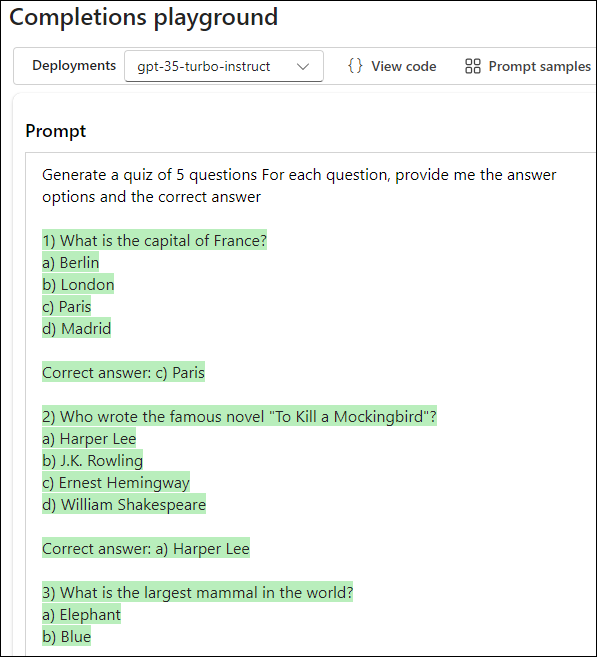 Completions playground
Deployments gpt-35-turbo-instruct {} View code Prompt samples
Prompt
Generate a quiz of 5 questions For each question, provide me the answer
options and the correct answer
1) What is the capital of France?
a) Berlin
b) London
c) Paris
d) Madrid
Correct answer: c) Paris
2) Who wrote the famous novel "To Kill a Mockingbird"?
a) Harper Lee
b) J.K. Rowling
c) Ernest Hemingway
d) William Shakespeare
Correct answer: a) Harper Lee
3) What is the largest mammal in the world?
a) Elephant
b) Blue